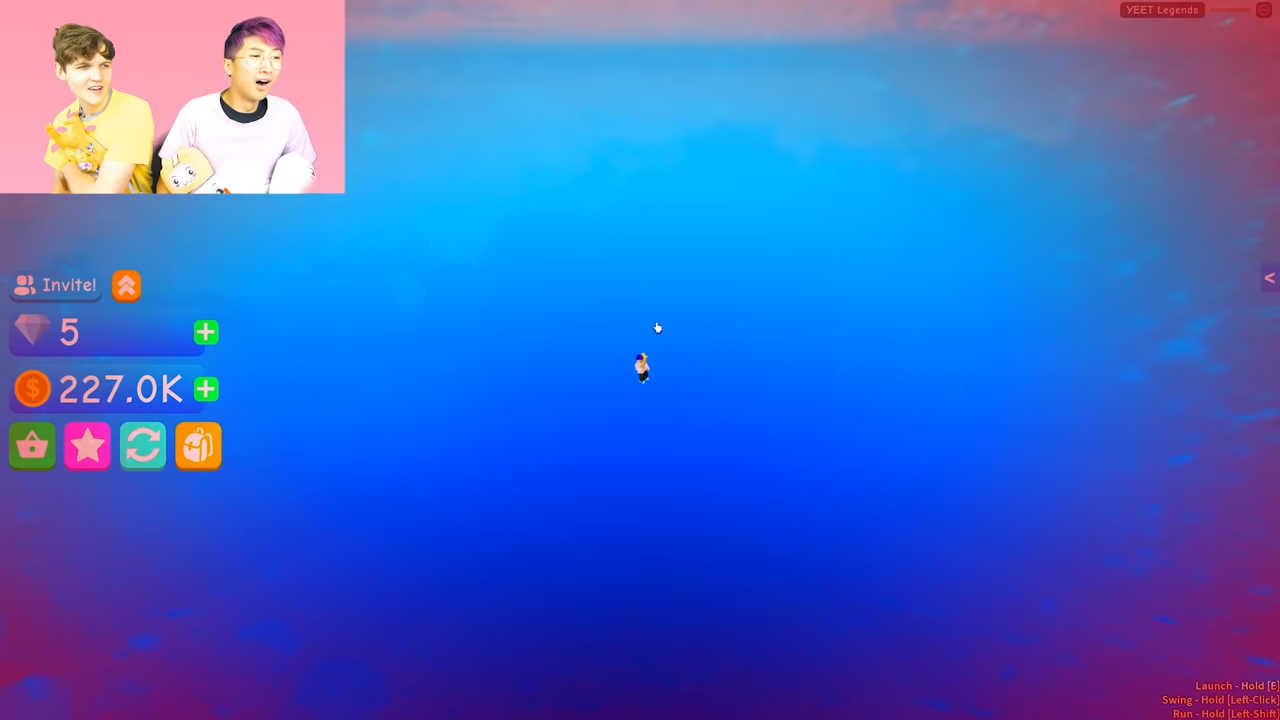 YEET Legends
Invite!
5
227.0K
Launch - Hold [E]
Swing - Hold [Left-Click]
Run - Hold [Left-Shift]